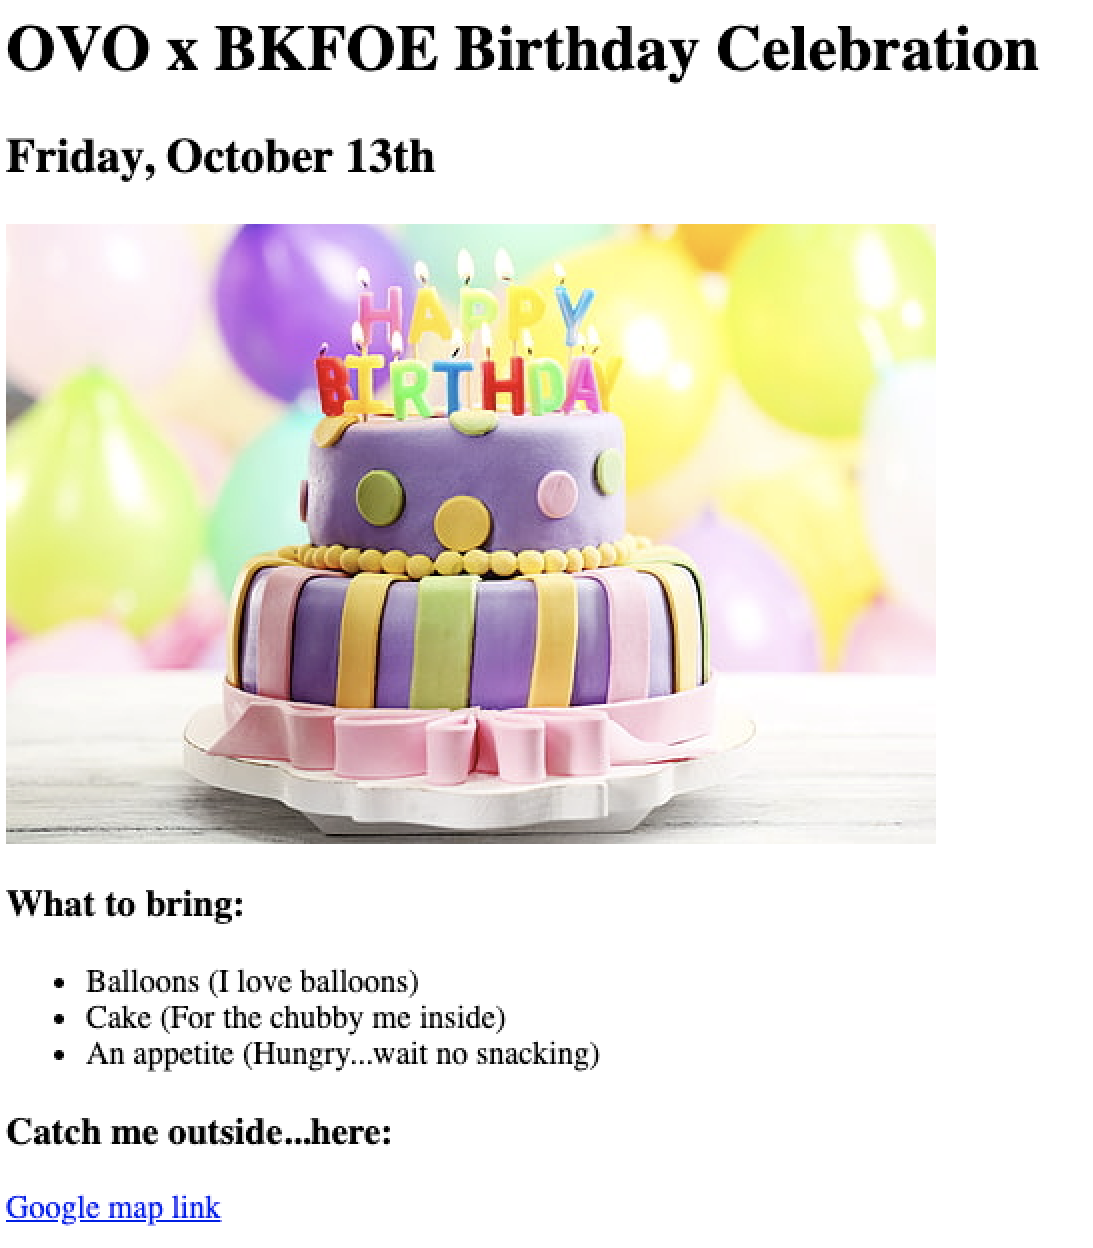 OVO x BKFOE Birthday Celebration
Friday, October 13th
HAPPY
BIRTHDAY
What to bring:
Balloons (I love balloons)
Cake (For the chubby me inside)
An appetite (Hungry...wait no snacking)
Catch me outside...here:
Google map link